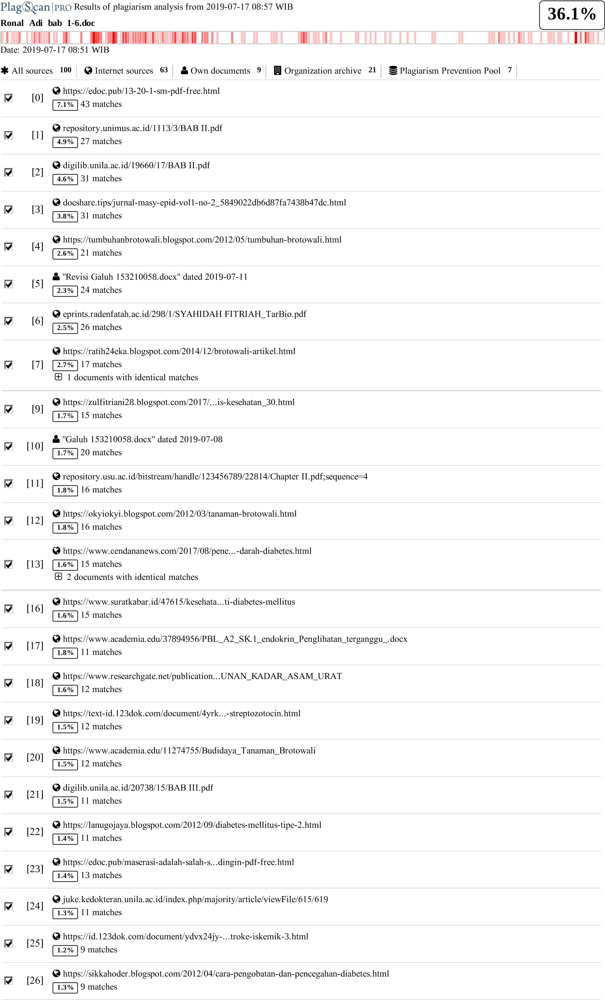 PlagScan PRO Results of plagiarism analysis from 2019-07-17 08:57 WIB
36.1%
Ronal Adi bab 1-6.doc
Date: 2019-07-17 08:51 WIB
All sources 100 Internet sources 63 Own documents 9 Organization archive 21 Plagiarism Prevention Pool 7
[0] https://edoc.pub/13-20-1-sm-pdf-free.html
7.1% 43 matches
[1] repository.unimus.ac.id/1113/3/BAB II.pdf
4.9% 27 matches
[2] digilib.unila.ac.id/19660/17/BAB II.pdf
4.6% 31 matches
[3] docshare.tips/jurnal-masy-epid-vol1-no-2_5849022db6d87fa7438b47dc.html
3.8% 31 matches
[4] https://tumbuhanbrotowali.blogspot.com/2012/05/tumbuhan-brotowali.html
2.6% 21 matches
[5] "Revisi Galuh 153210058.docx" dated 2019-07-11
2.3% 24 matches
[6] eprints.radenfatah.ac.id/298/1/SYAHIDAH FITRIAH_TarBio.pdf
2.5% 26 matches
[7] https://ratih24eka.blogspot.com/2014/12/brotowali-artikel.html
2.7% 17 matches
1 documents with identical matches
[9] https://zulfitriani28.blogspot.com/2017/...is-kesehatan_30.html
1.7% 15 matches
[10] "Galuh 153210058.docx" dated 2019-07-08
1.7% 20 matches
[11] repository.usu.ac.id/bitstream/handle/123456789/22814/Chapter II.pdf;sequence=4
1.8% 16 matches
[12] https://okyiokyi.blogspot.com/2012/03/tanaman-brotowali.html
1.8% 16 matches
[13] https://www.cendananews.com/2017/08/pene...-darah-diabetes.html
1.6% 15 matches
2 documents with identical matches
[16] https://www.suratkabar.id/47615/kesehata...ti-diabetes-mellitus
1.6% 15 matches
[17] https://www.academia.edu/37894956/PBL_A2_SK.1_endokrin_Penglihatan_terganggu_.docx
1.8% 11 matches
[18] https://www.researchgate.net/publication...UNAN_KADAR_ASAM_URAT
1.6% 12 matches
[19] https://text-id.123dok.com/document/4yrk...-streptozotocin.html
1.5% 12 matches
[20] https://www.academia.edu/11274755/Budidaya_Tanaman_Brotowali
1.5% 12 matches
[21] digilib.unila.ac.id/20738/15/BAB III.pdf
1.5% 11 matches
[22] https://lanugojaya.blogspot.com/2012/09/diabetes-mellitus-tipe-2.html
1.4% 11 matches
[23] https://edoc.pub/maserasi-adalah-salah-s...dingin-pdf-free.html
1.4% 13 matches
[24] juke.kedokteran.unila.ac.id/index.php/majority/article/viewFile/615/619
1.3% 11 matches
[25] https://id.123dok.com/document/ydvx24jy-...troke-iskemik-3.html
1.2% 9 matches
[26] https://sikkahoder.blogspot.com/2012/04/cara-pengobatan-dan-pencegahan-diabetes.html
1.3% 9 matches